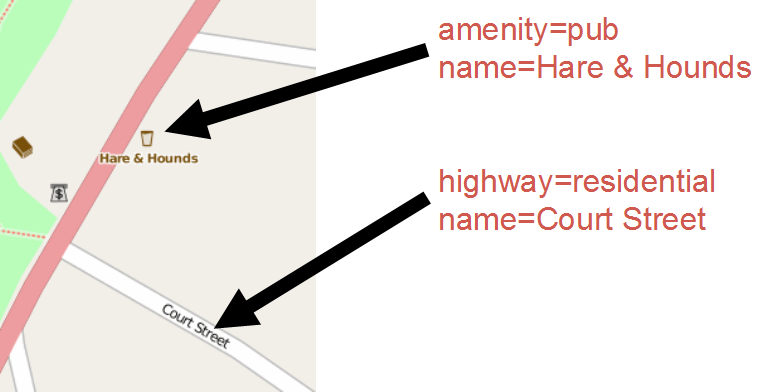 amenity=pub
name=Hare & Hounds
Hare & Hounds
$
highway=residential
name=Court Street
Court Street